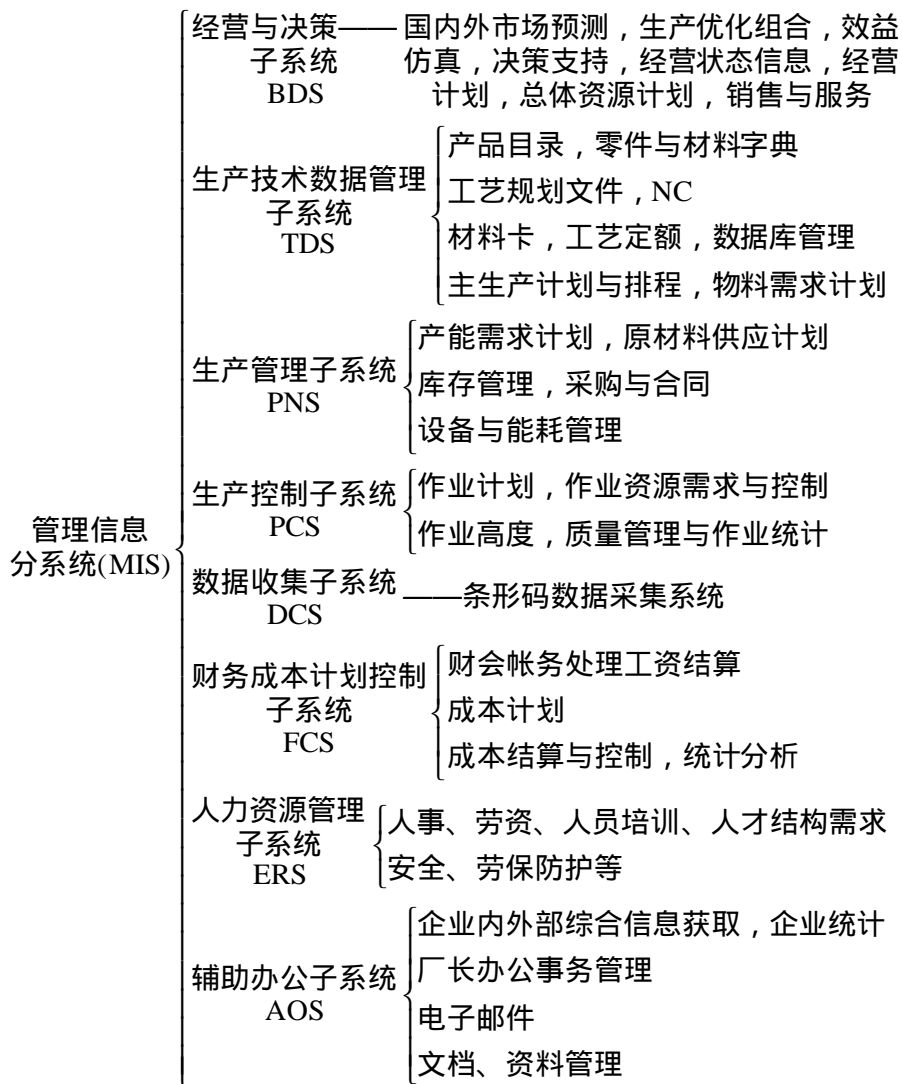 管理信息
分系统(MIS)
经营与决策——
子系统
BDS
国内外市场预测，生产优化组合，效益
仿真，决策支持，经营状态信息，经营
计划，总体资源计划，销售与服务
生产技术数据管理
子系统
TDS
产品目录，零件与材料字典
工艺规划文件，NC
材料卡，工艺定额，数据库管理
主生产计划与排程，物料需求计划
生产管理子系统
PNS
产能需求计划，原材料供应计划
库存管理，采购与合同
设备与能耗管理
生产控制子系统
PCS
作业计划，作业资源需求与控制
作业高度，质量管理与作业统计
数据收集子系统
DCS
——条形码数据采集系统
财务成本计划控制
子系统
FCS
财会帐务处理工资结算
成本计划
成本结算与控制，统计分析
人力资源管理
子系统
ERS
人事、劳资、人员培训、人才结构需求
安全、劳保防护等
辅助办公子系统
AOS
企业内外部综合信息获取，企业统计
厂长办公事务管理
电子邮件
文档、资料管理